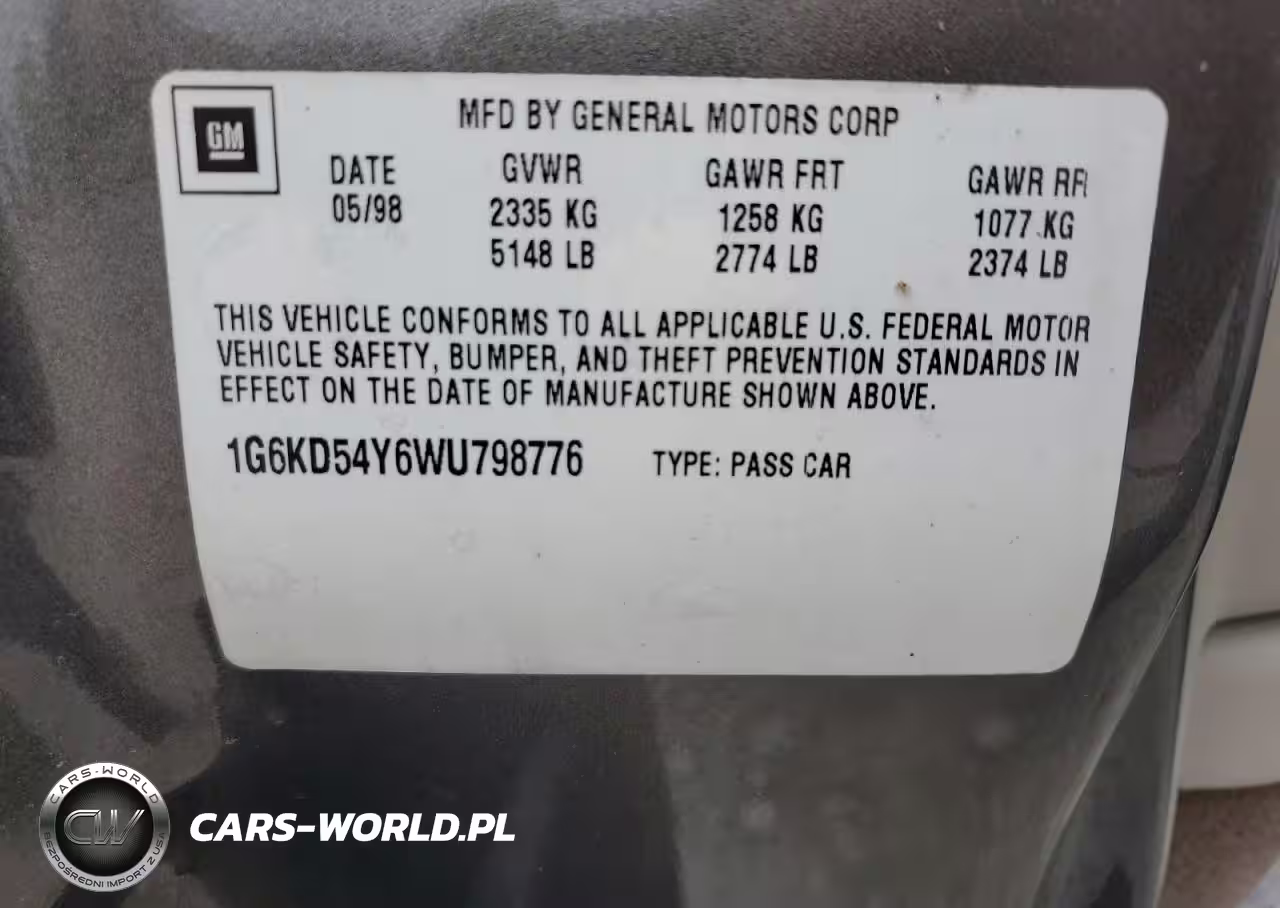 GM
MFD BY GENERAL MOTORS CORP
DATE GVWR GAWR FRT GAWR RR
05/98 2335 KG 1258 KG 1077 KG
5148 LB 2774 LB 2374 LB
THIS VEHICLE CONFORMS TO ALL APPLICABLE U.S. FEDERAL MOTOR
VEHICLE SAFETY, BUMPER, AND THEFT PREVENTION STANDARDS IN
EFFECT ON THE DATE OF MANUFACTURE SHOWN ABOVE.
1G6KD54Y6WU798776 TYPE: PASS CAR
CARS-WORLD
CW
BEZPOŚREDNI IMPORT Z USA
CARS-WORLD.PL